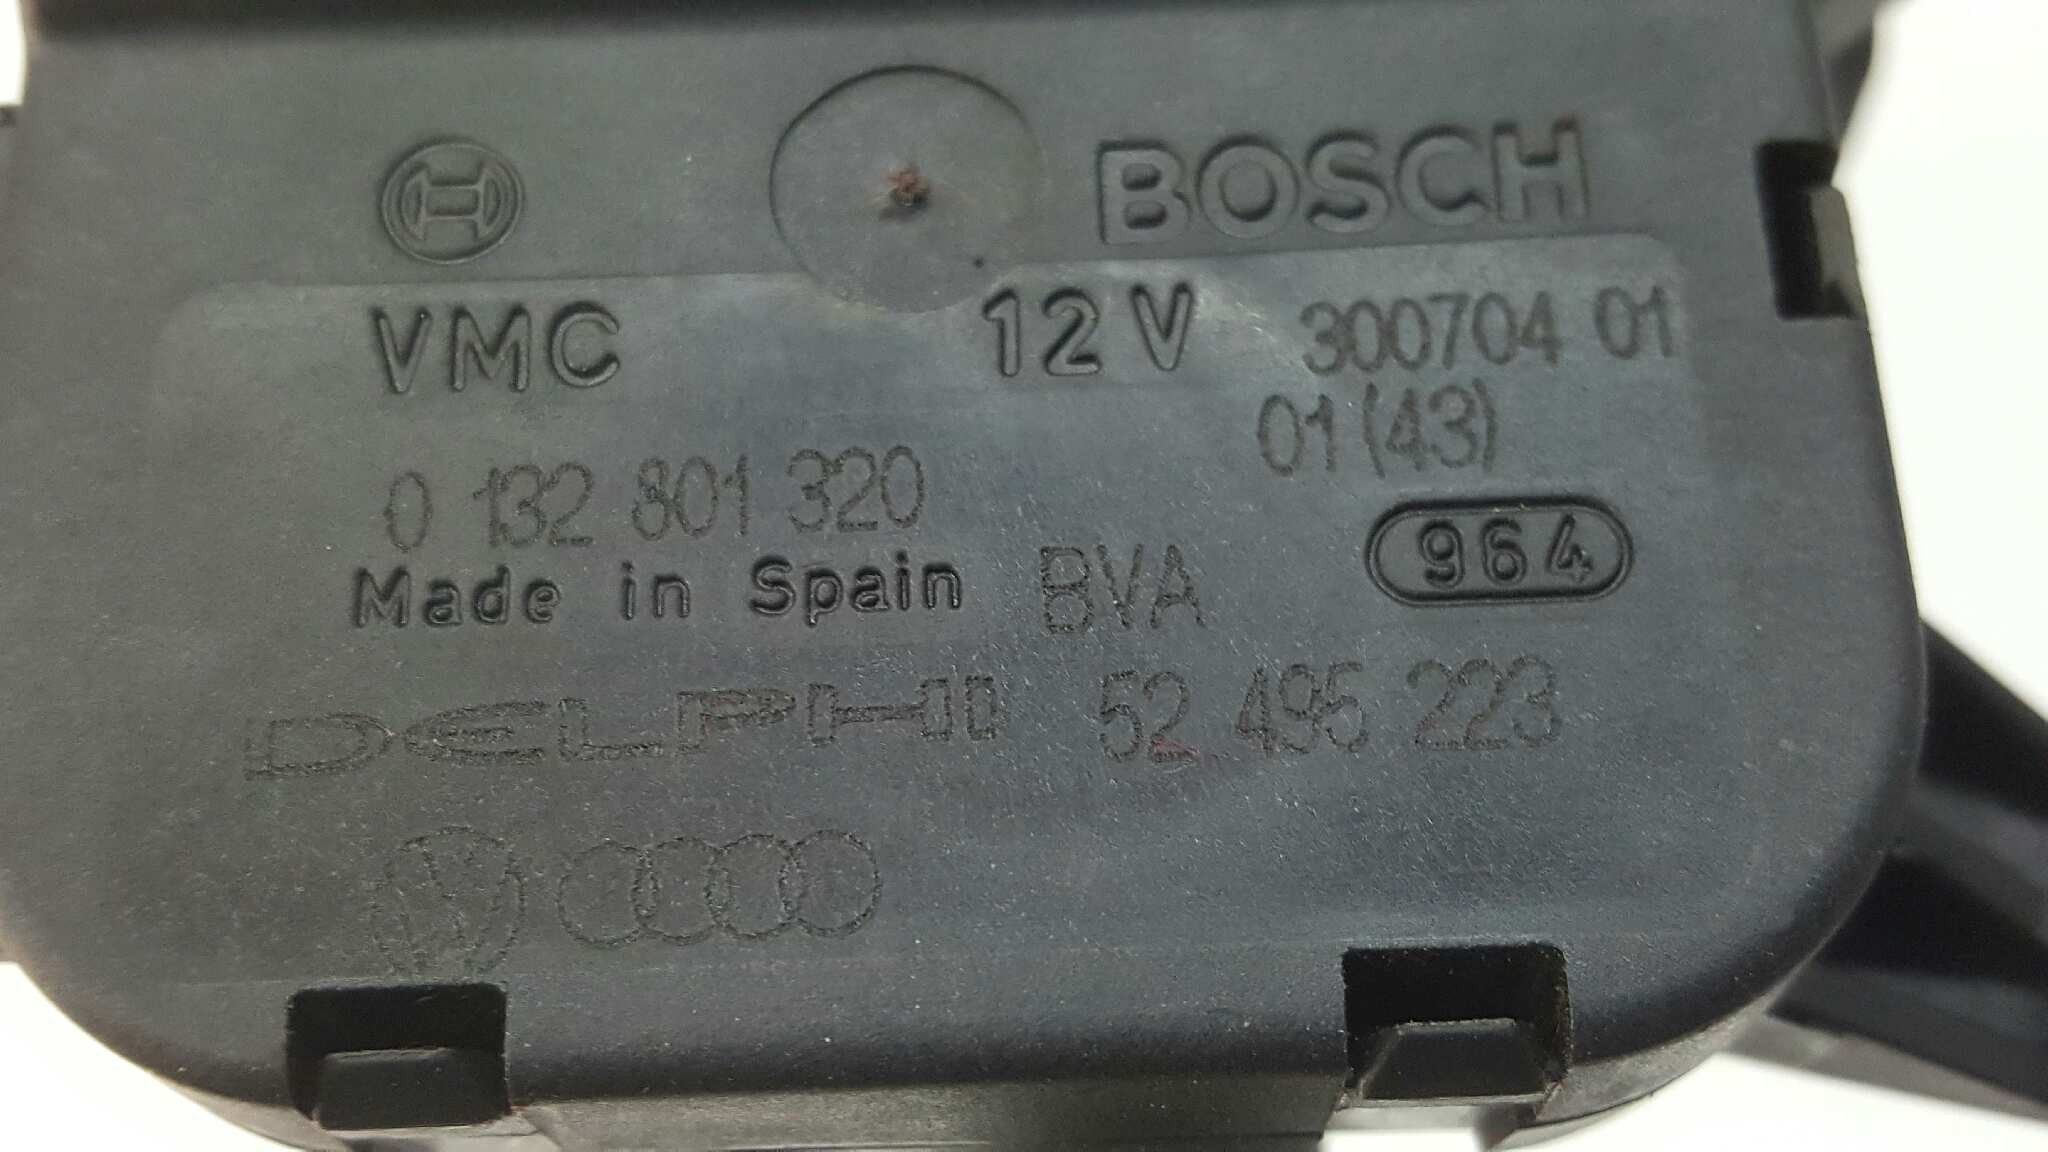 BOSCH
VMC 12V 300704 01
01 (43)
0 132 801 320
964
Made in Spain BVA
DELPHI 52 495 223